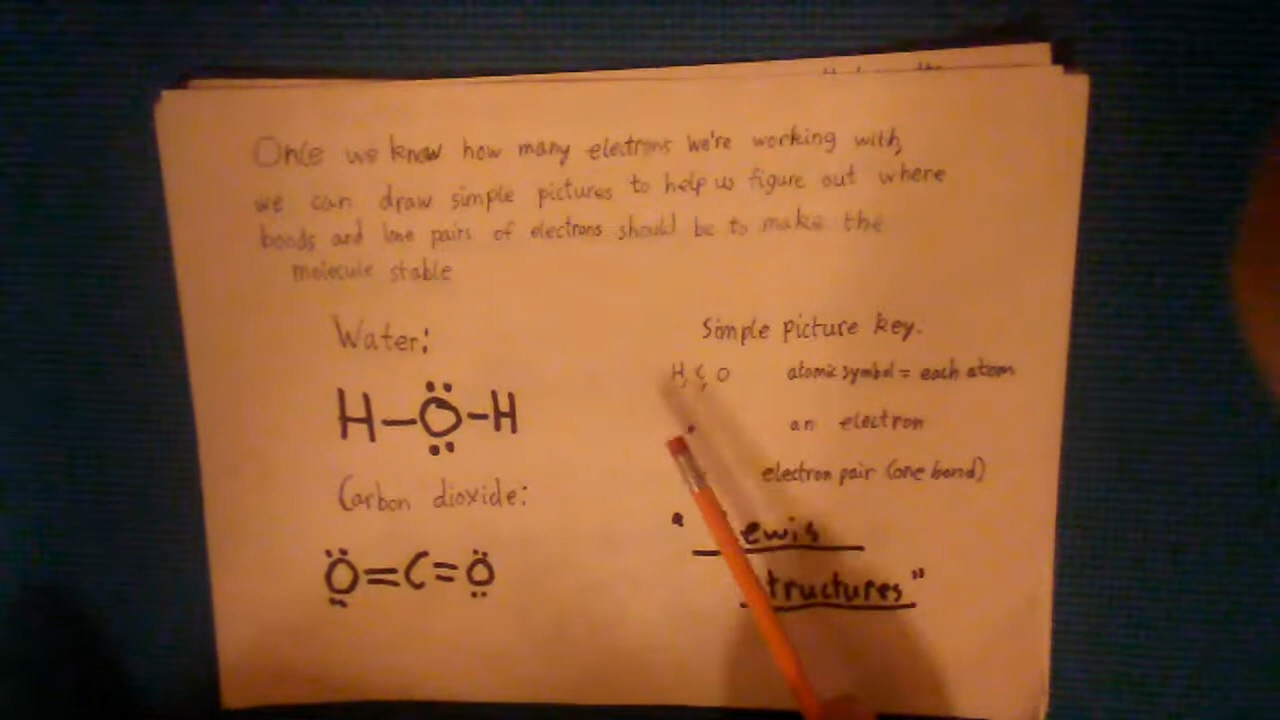 Once we know how many electrons we're working with,
we can draw simple pictures to help us figure out where
bonds and lone pairs of electrons should be to make the
molecule stable
Water:
H–O–H
Carbon dioxide:
O=C=O
Simple picture key.
H, C, O atomic symbol = each atom
an electron
electron pair (one bond)
"ewis
tructures"